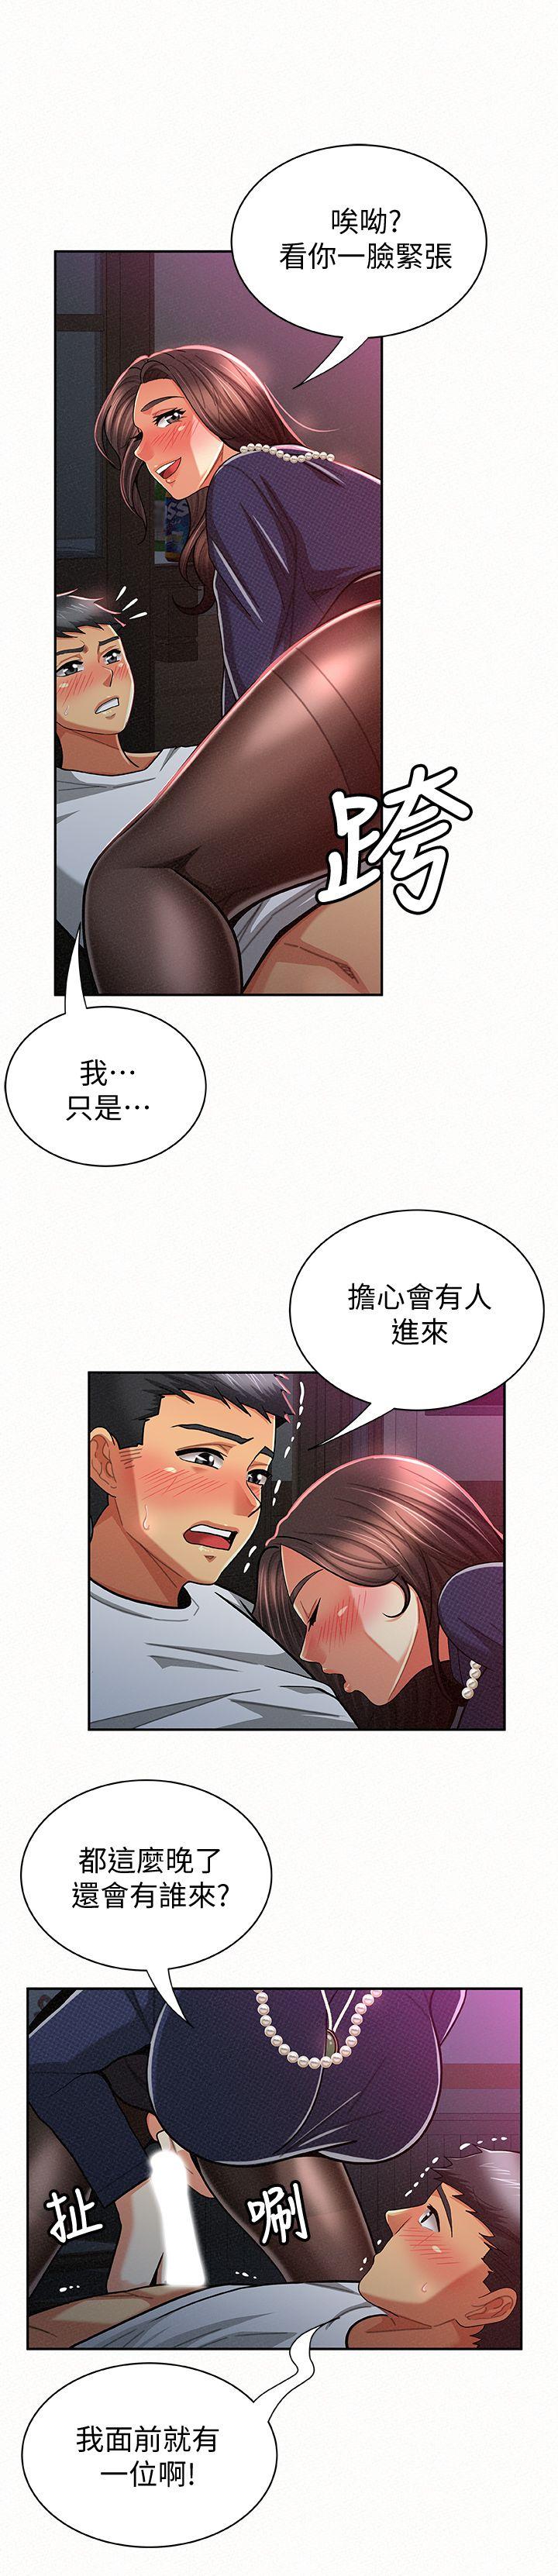 唉呦?
看你一臉緊張
跨
我⋯
只是⋯
擔心會有人
進來
都這麼晚了
還會有誰來?
扯
唰
我面前就有
一位啊!